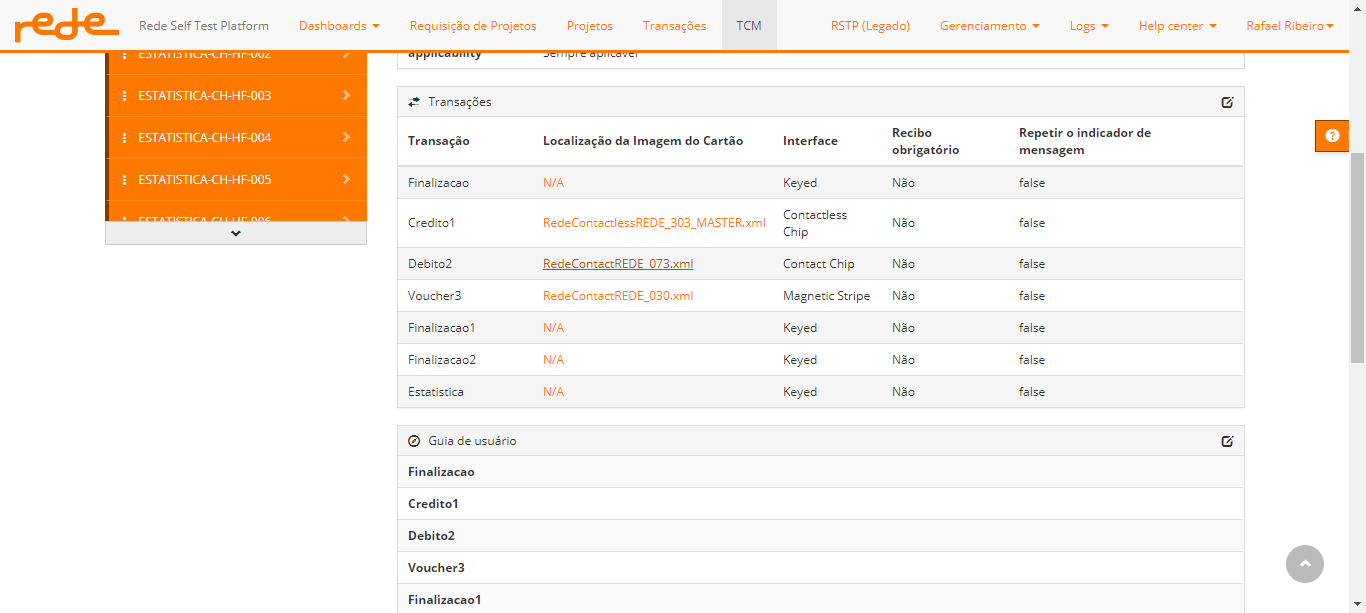 rede Rede Self Test Platform Dashboards Requisição de Projetos Projetos Transações TCM RSTP (Legado) Gerenciamento Logs Help center Rafael Ribeiro
ESTATISTICA-CH-HF-002
ESTATISTICA-CH-HF-003
ESTATISTICA-CH-HF-004
ESTATISTICA-CH-HF-005
ESTATISTICA-CH-HF-006
applicability Sempre aplicável
Transações
Transação Localização da Imagem do Cartão Interface Recibo obrigatório Repetir o indicador de mensagem
Finalizacao N/A Keyed Não false
Credito1 RedeContactlessREDE_303_MASTER.xml Contactless Chip Não false
Debito2 RedeContactREDE_073.xml Contact Chip Não false
Voucher3 RedeContactREDE_030.xml Magnetic Stripe Não false
Finalizacao1 N/A Keyed Não false
Finalizacao2 N/A Keyed Não false
Estatistica N/A Keyed Não false
Guia de usuário
Finalizacao
Credito1
Debito2
Voucher3
Finalizacao1